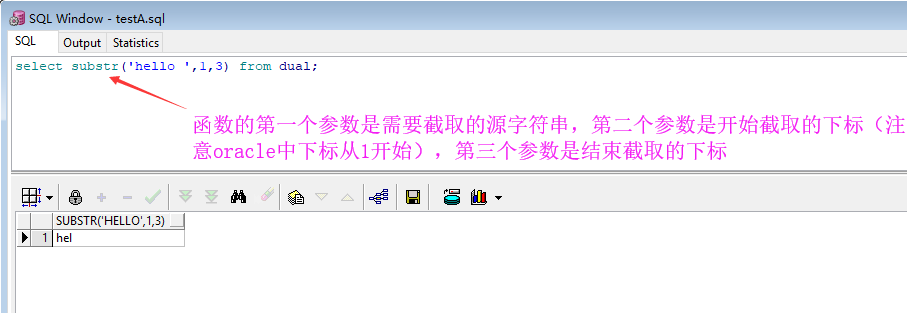 SQL Window - testA.sql
SQL Output Statistics
select substr('hello ',1,3) from dual;
函数的第一个参数是需要截取的源字符串，第二个参数是开始截取的下标（注
意oracle中下标从1开始），第三个参数是结束截取的下标
SUBSTR('HELLO',1,3)
1 hel